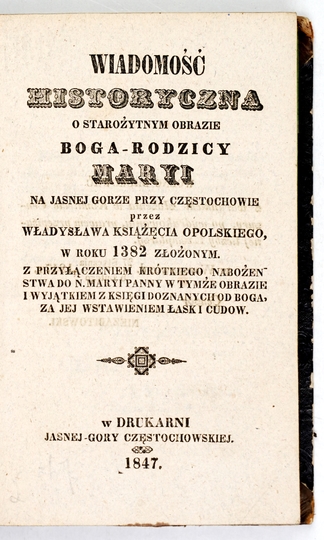 WIADOMOŚĆ
HISTORYCZNA
O STAROŻYTNYM OBRAZIE
BOGA-RODZICY
MARYI
NA JASNEJ GORZE PRZY CZĘSTOCHOWIE
przez
WŁADYSŁAWA KSIĄŻĘCIA OPOLSKIEGO,
W ROKU 1382 ZŁOŻONYM.
Z PRZYŁĄCZENIEM KRÓTKIEGO NABOŻEŃ-
STWA DO N. MARYI PANNY W TYMŻE OBRAZIE
I WYJĄTKIEM Z KSIĘGI DOZNANYCH OD BOGA,
ZA JEJ WSTAWIENIEM ŁASK I CUDOW.
W DRUKARNI
JASNEJ-GORY CZĘSTOCHOWSKIEJ.
1847.